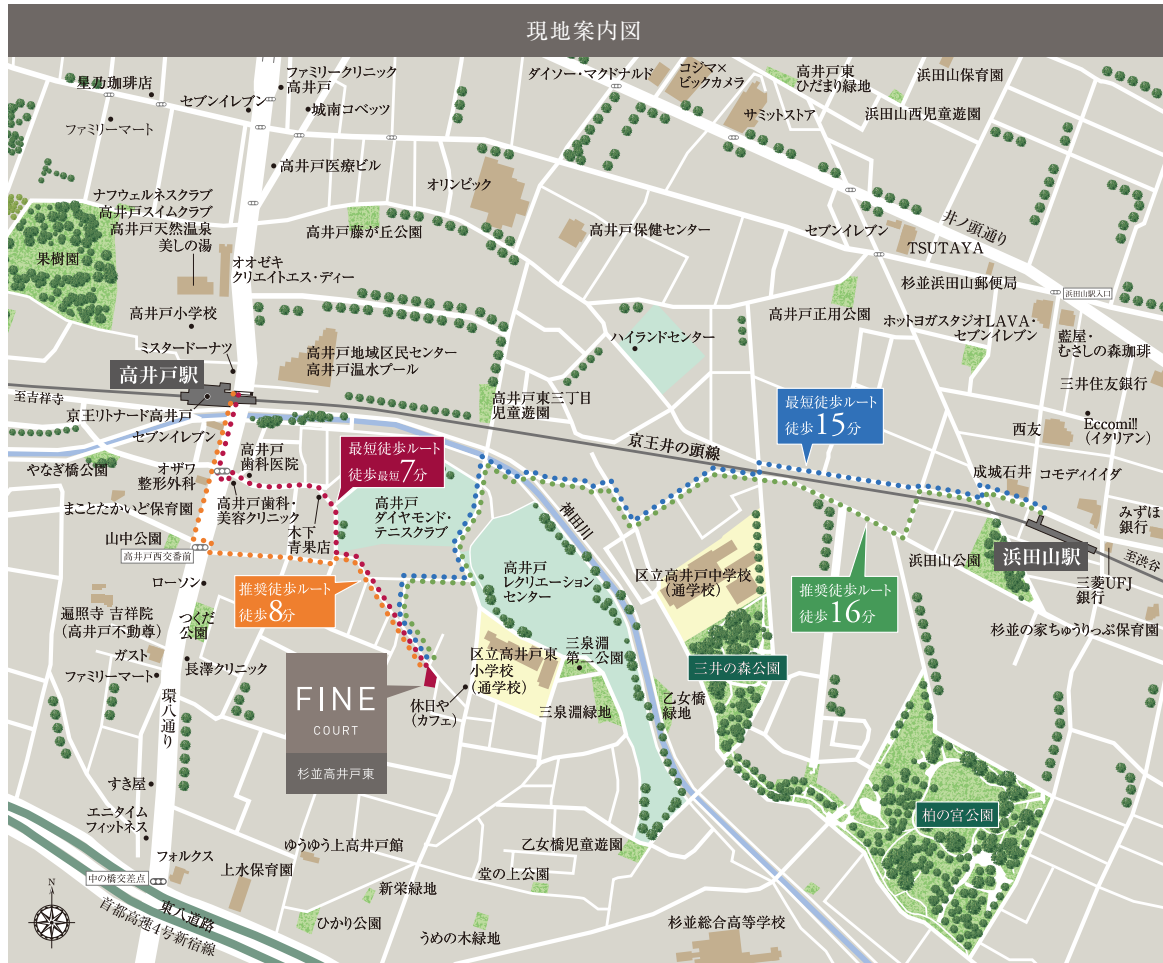 現地案内図
ファミリークリニック
高井戸
城南コベッツ
星乃珈琲店
セブンイレブン
ファミリーマート
高井戸医療ビル
ダイソー・マクドナルド
コジマ×
ビックカメラ
高井戸東
ひだまり緑地
浜田山保育園
サミットストア
浜田山西児童遊園
オリンピック
ナフウェルネスクラブ
高井戸スイムクラブ
高井戸天然温泉
美しの湯
果樹園
高井戸藤が丘公園
高井戸保健センター
セブンイレブン
井ノ頭通り
TSUTAYA
オオゼキ
クリエイトエス・ディー
杉並浜田山郵便局
浜田山駅入口
高井戸小学校
高井戸正用公園
ホットヨガスタジオLAVA・
セブンイレブン
藍屋・
むさしの森珈琲
ハイランドセンター
ミスタードーナツ
高井戸地域区民センター
高井戸温水プール
高井戸駅
至吉祥寺
京王リトナード高井戸
セブンイレブン
高井戸東三丁目
児童遊園
三井住友銀行
最短徒歩ルート
徒歩15分
京王井の頭線
西友
Eccomi!!
(イタリアン)
やなぎ橋公園
オザワ
整形外科
高井戸
歯科医院
最短徒歩ルート
徒歩最短7分
成城石井
コモディイイダ
まことたかいど保育園
高井戸歯科・
美容クリニック
木下
青果店
高井戸
ダイヤモンド・
テニスクラブ
神田川
みずほ
銀行
山中公園
高井戸西交番前
浜田山公園
浜田山駅
至渋谷
三菱UFJ
銀行
ローソン
推奨徒歩ルート
徒歩8分
高井戸
レクリエーション
センター
区立高井戸中学校
(通学校)
推奨徒歩ルート
徒歩16分
遍照寺 吉祥院
(高井戸不動尊)
つくだ
公園
杉並の家ちゅうりっぷ保育園
ガスト
ファミリーマート
長澤クリニック
区立高井戸東
小学校
(通学校)
三泉淵
第二公園
三井の森公園
環八通り
FINE
COURT
杉並高井戸東
休日や
(カフェ)
三泉淵緑地
乙女橋
緑地
すき屋
エニタイム
フィットネス
柏の宮公園
フォルクス
中の橋交差点
上水保育園
ゆうゆう上高井戸館
乙女橋児童遊園
堂の上公園
新栄緑地
N
東八道路
首都高速4号新宿線
ひかり公園
うめの木緑地
杉並総合高等学校